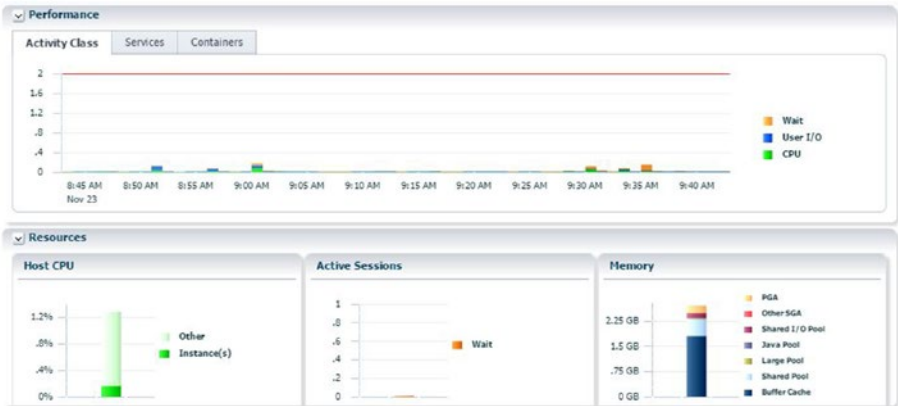 Performance
Activity Class Services Containers
2
1.6
1.2
.8
.4
0
8:45 AM 8:50 AM 8:55 AM 9:00 AM 9:05 AM 9:10 AM 9:15 AM 9:20 AM 9:25 AM 9:30 AM 9:35 AM 9:40 AM
Nov 23
Wait
User I/O
CPU
Resources
Host CPU
1.2%
.8%
.4%
0%
Other
Instance(s)
Active Sessions
1
.8
.6
.4
.2
0
Wait
Memory
2.25 GB
1.5 GB
.75 GB
0 GB
PGA
Other SGA
Shared I/O Pool
Java Pool
Large Pool
Shared Pool
Buffer Cache